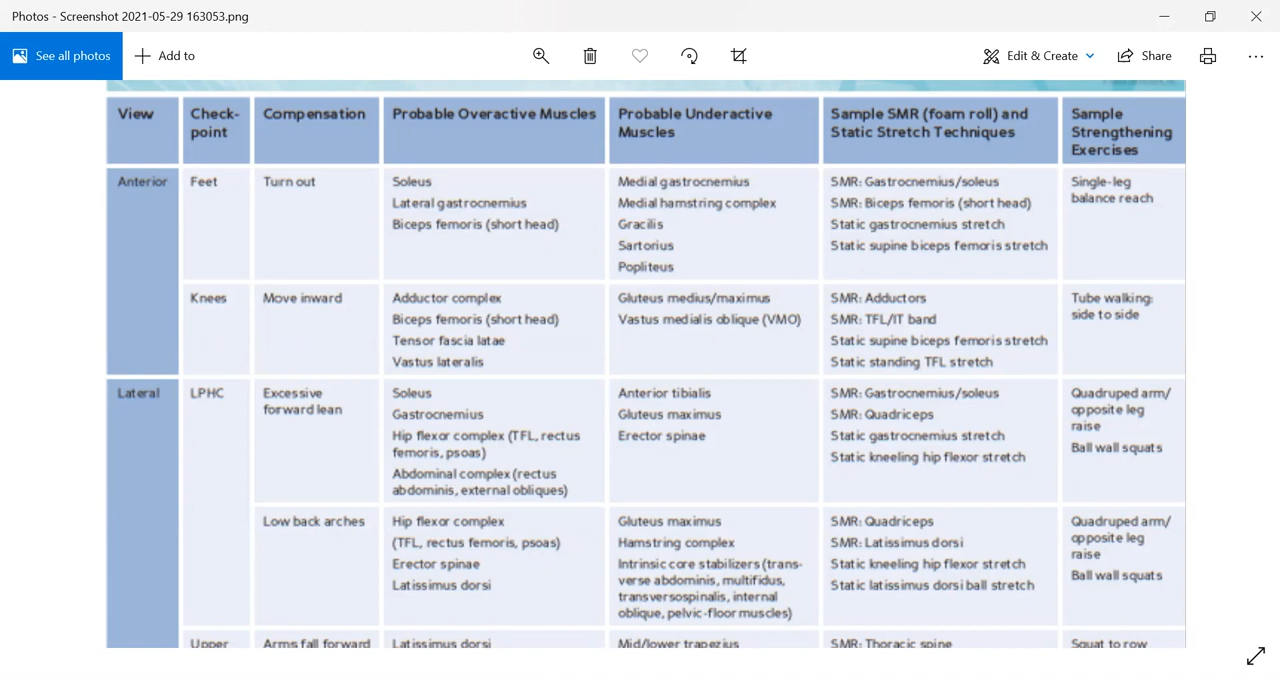 Photos - Screenshot 2021-05-29 163053.png
See all photos
Add to
Edit & Create
Share
View
Check-
point
Compensation
Probable Overactive Muscles
Probable Underactive
Muscles
Sample SMR (foam roll) and
Static Stretch Techniques
Sample
Strengthening
Exercises
Anterior
Feet
Turn out
Soleus
Lateral gastrocnemius
Biceps femoris (short head)
Medial gastrocnemius
Medial hamstring complex
Gracilis
Sartorius
Popliteus
SMR: Gastrocnemius/soleus
SMR: Biceps femoris (short head)
Static gastrocnemius stretch
Static supine biceps femoris stretch
Single-leg
balance reach
Knees
Move inward
Adductor complex
Biceps femoris (short head)
Tensor fascia latae
Vastus lateralis
Gluteus medius/maximus
Vastus medialis oblique (VMO)
SMR: Adductors
SMR: TFL/IT band
Static supine biceps femoris stretch
Static standing TFL stretch
Tube walking:
side to side
Lateral
LPHC
Excessive
forward lean
Soleus
Gastrocnemius
Hip flexor complex (TFL, rectus
femoris, psoas)
Abdominal complex (rectus
abdominis, external obliques)
Anterior tibialis
Gluteus maximus
Erector spinae
SMR: Gastrocnemius/soleus
SMR: Quadriceps
Static gastrocnemius stretch
Static kneeling hip flexor stretch
Quadruped arm/
opposite leg
raise
Ball wall squats
Low back arches
Hip flexor complex
(TFL, rectus femoris, psoas)
Erector spinae
Latissimus dorsi
Gluteus maximus
Hamstring complex
Intrinsic core stabilizers (trans-
verse abdominis, multifidus,
transversospinalis, internal
oblique, pelvic-floor muscles)
SMR: Quadriceps
SMR: Latissimus dorsi
Static kneeling hip flexor stretch
Static latissimus dorsi ball stretch
Quadruped arm/
opposite leg
raise
Ball wall squats
Upper
Arms fall forward
Latissimus dorsi
Mid/lower trapezius
SMR: Thoracic spine
Squat to row